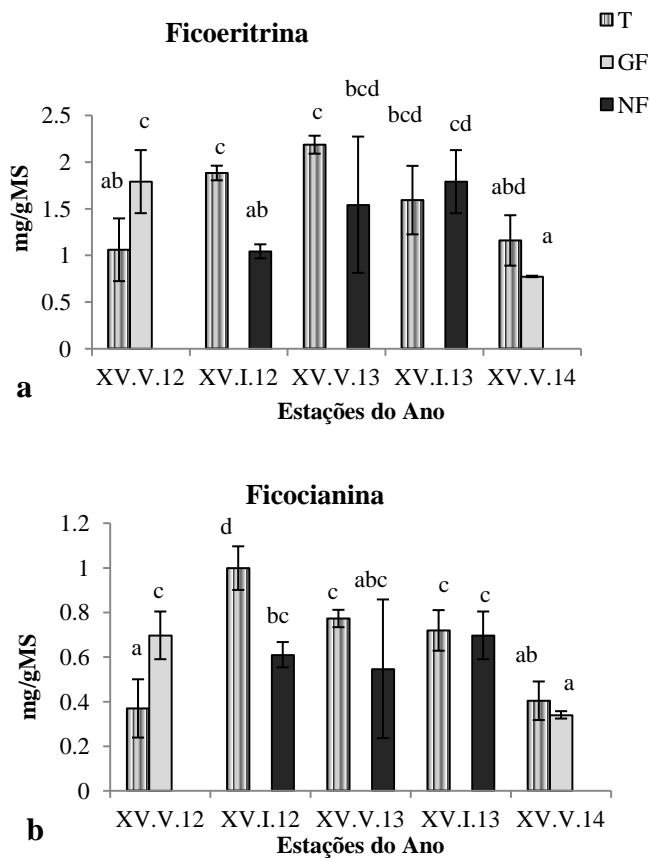 Ficoeritrina
T
GF
NF
mg/gMS
2.5
2
1.5
1
0.5
0
ab
c
c
ab
c
bcd
bcd
cd
abd
a
XV.V.12
XV.I.12
XV.V.13
XV.I.13
XV.V.14
a
Estações do Ano
Ficocianina
mg/gMS
1.2
1
0.8
0.6
0.4
0.2
0
a
c
d
bc
c
abc
c
c
ab
a
XV.V.12
XV.I.12
XV.V.13
XV.I.13
XV.V.14
b
Estações do Ano